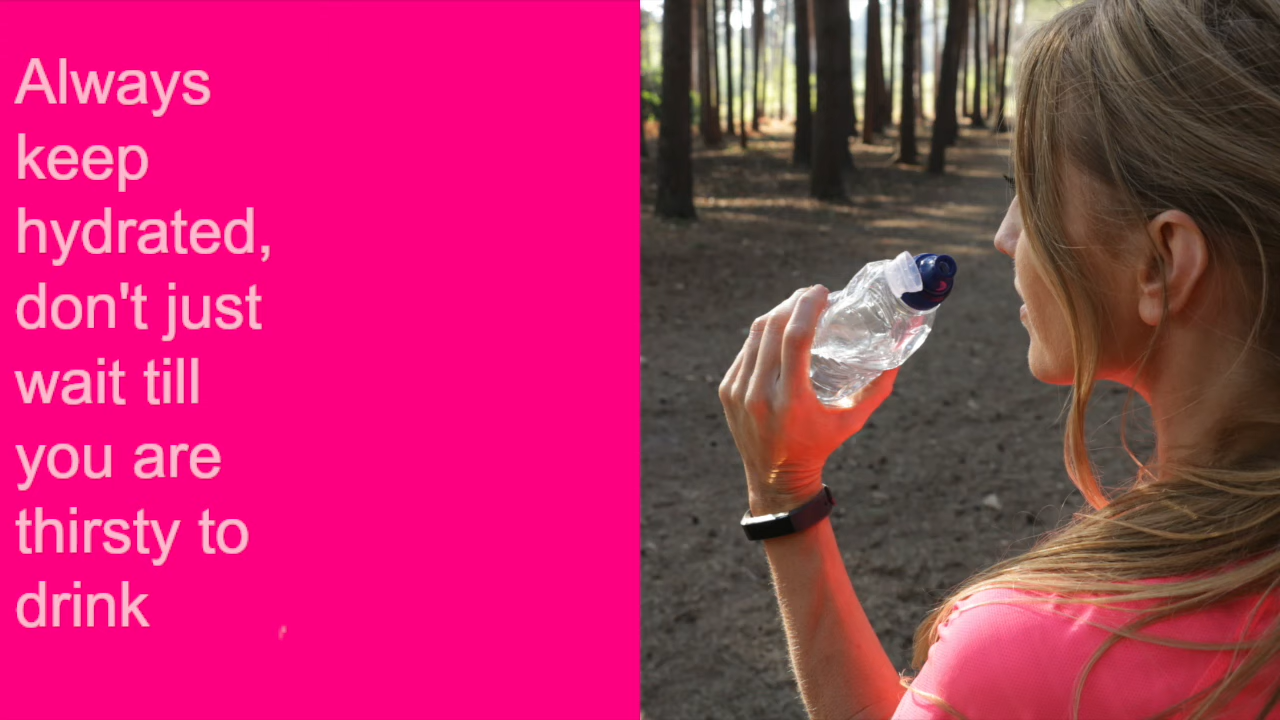 Always
keep
hydrated,
don't just
wait till
you are
thirsty to
drink